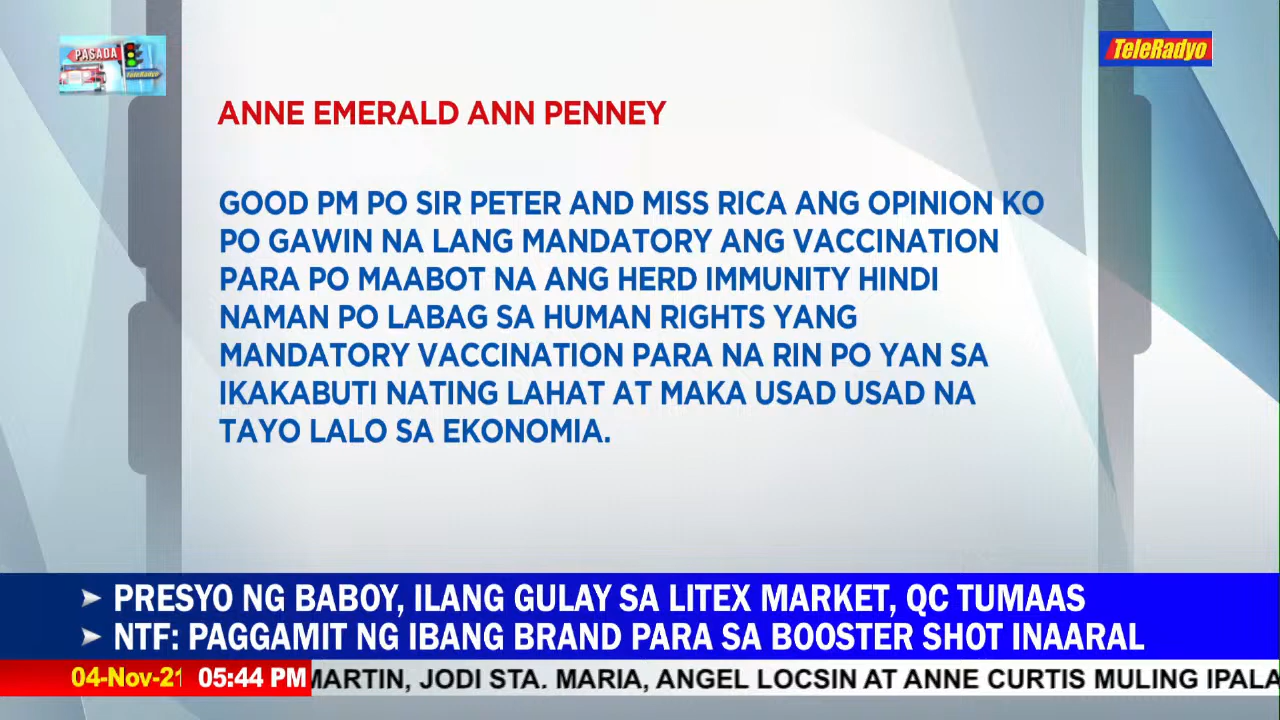 PASADA
TeleRadyo
TeleRadyo
ANNE EMERALD ANN PENNEY
GOOD PM PO SIR PETER AND MISS RICA ANG OPINION KO
PO GAWIN NA LANG MANDATORY ANG VACCINATION
PARA PO MAABOT NA ANG HERD IMMUNITY HINDI
NAMAN PO LABAG SA HUMAN RIGHTS YANG
MANDATORY VACCINATION PARA NA RIN PO YAN SA
IKAKABUTI NATING LAHAT AT MAKA USAD USAD NA
TAYO LALO SA EKONOMIA.
➢ PRESYO NG BABOY, ILANG GULAY SA LITEX MARKET, QC TUMAAS
➢ NTF: PAGGAMIT NG IBANG BRAND PARA SA BOOSTER SHOT INAARAL
04-Nov-21 05:44 PM MARTIN, JODI STA. MARIA, ANGEL LOCSIN AT ANNE CURTIS MULING IPALA